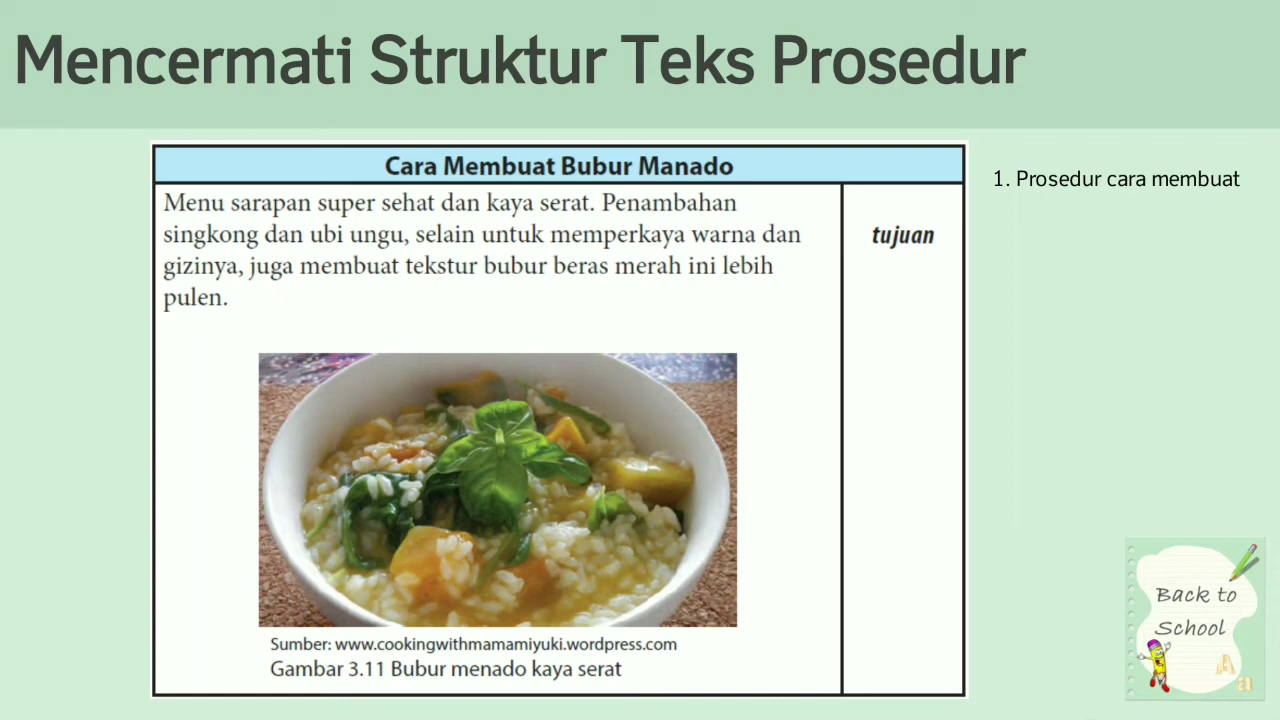 Mencermati Struktur Teks Prosedur
Cara Membuat Bubur Manado
Menu sarapan super sehat dan kaya serat. Penambahan
singkong dan ubi ungu, selain untuk memperkaya warna dan
gizinya, juga membuat tekstur bubur beras merah ini lebih
pulen.
tujuan
Sumber: www.cookingwithmamamiyuki.wordpress.com
Gambar 3.11 Bubur menado kaya serat
1. Prosedur cara membuat
Back to
School
A
a